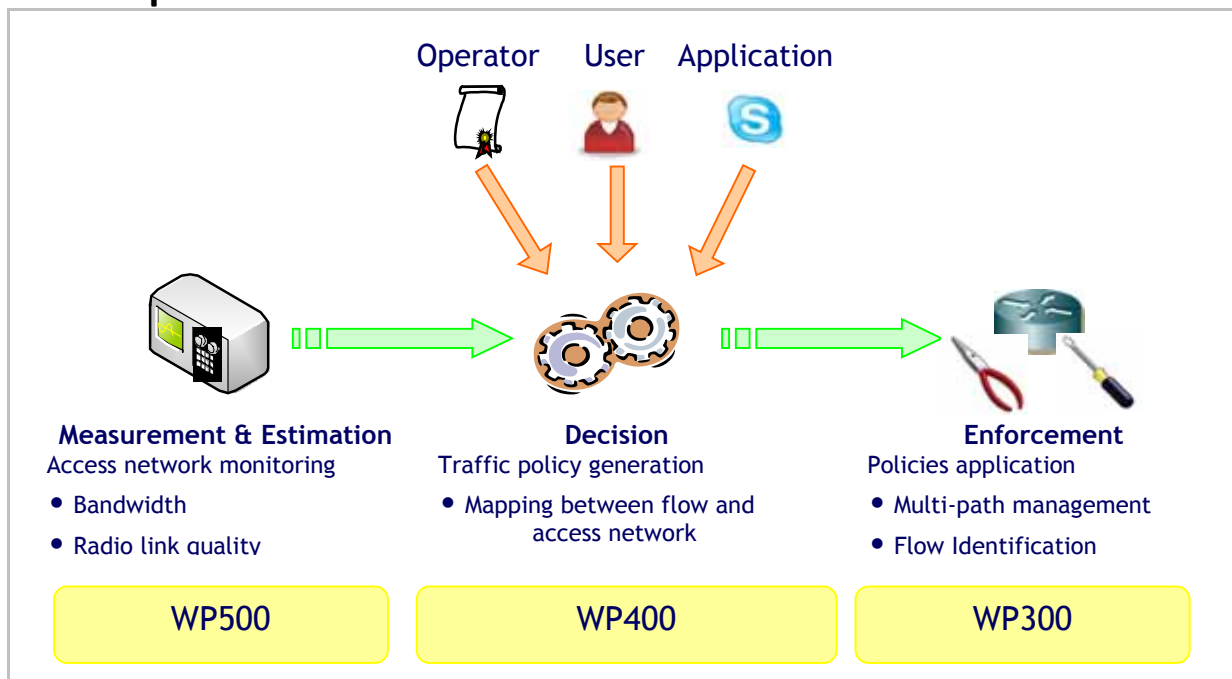 Operator User Application
S
Measurement & Estimation
Access network monitoring
• Bandwidth
• Radio link quality
Decision
Traffic policy generation
• Mapping between flow and
access network
Enforcement
Policies application
• Multi-path management
• Flow Identification
WP500
WP400
WP300